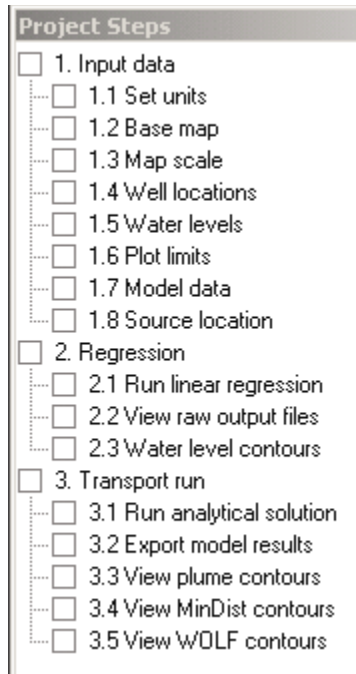 Project Steps
1. Input data
1.1 Set units
1.2 Base map
1.3 Map scale
1.4 Well locations
1.5 Water levels
1.6 Plot limits
1.7 Model data
1.8 Source location
2. Regression
2.1 Run linear regression
2.2 View raw output files
2.3 Water level contours
3. Transport run
3.1 Run analytical solution
3.2 Export model results
3.3 View plume contours
3.4 View MinDist contours
3.5 View WOLF contours